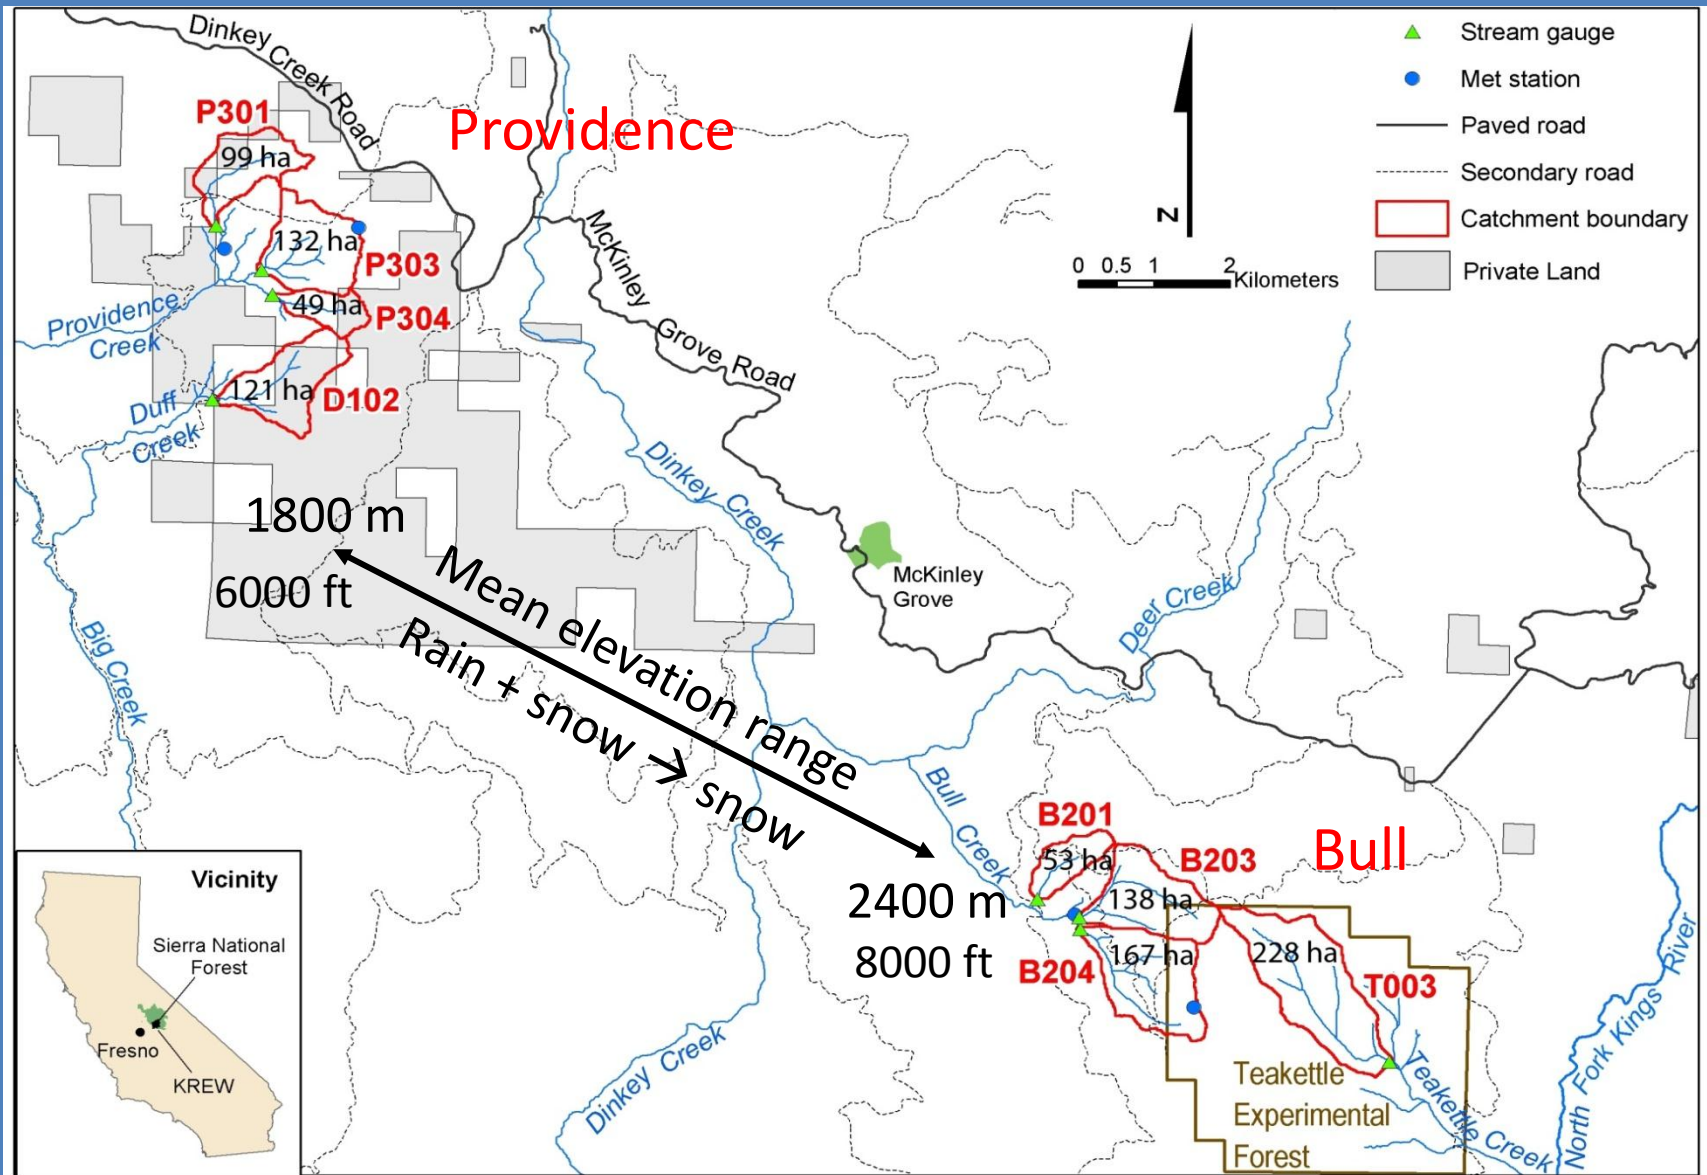 Dinkey Creek Road
Providence
P301
99 ha
132 ha
P303
49 ha
P304
Providence
Creek
121 ha
D102
Duff
Creek
McKinley
Grove Road
N
0 0.5 1 2
Kilometers
Stream gauge
Met station
Paved road
Secondary road
Catchment boundary
Private Land
Dinkey Creek
McKinley
Grove
Deer Creek
Big Creek
1800 m
6000 ft
Mean elevation range
Rain + snow → snow
2400 m
8000 ft
Bull Creek
Bull
B201
53 ha
B203
138 ha
B204
167 ha
228 ha
T003
Teakettle
Experimental
Forest
Teakettle Creek
North Fork Kings River
Dinkey Creek
Vicinity
Sierra National
Forest
Fresno
KREW